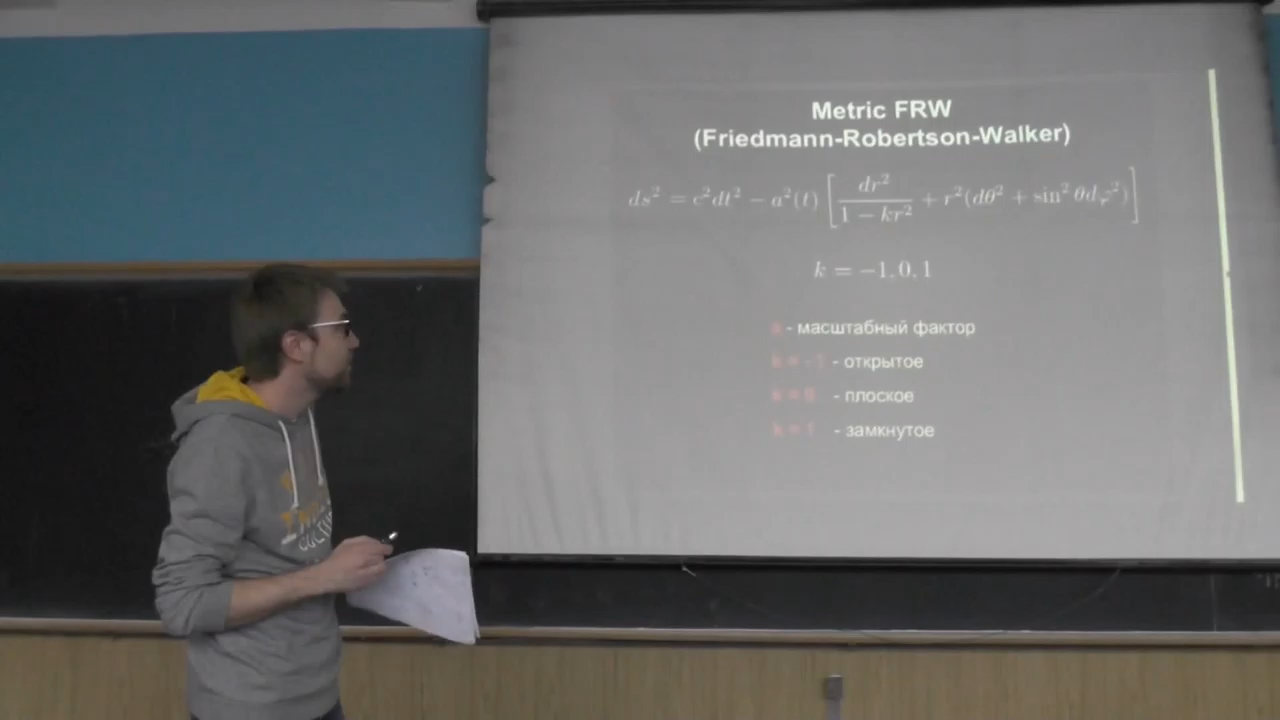 Metric FRW
(Friedmann-Robertson-Walker)
ds² = c²dt² − a²(t) [ dr² / (1 − kr²) + r²(dθ² + sin² θdφ²) ]
k = −1, 0, 1
a - масштабный фактор
k = - 1 - открытое
k = 0 - плоское
k = 1 - замкнутое